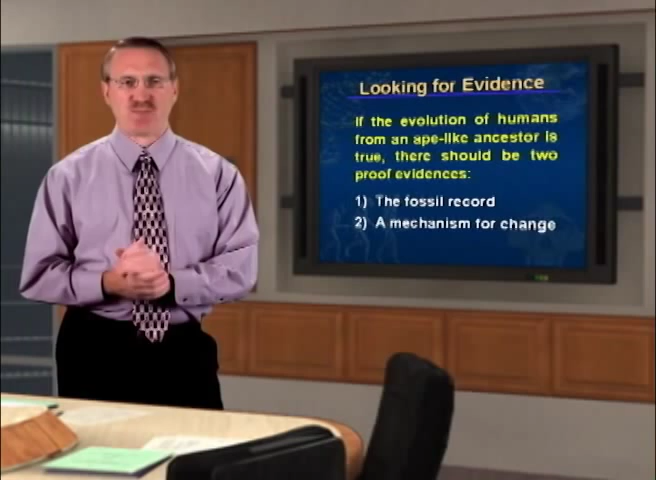 Looking for Evidence
If the evolution of humans
from an ape-like ancestor is
true, there should be two
proof evidences:
1) The fossil record
2) A mechanism for change